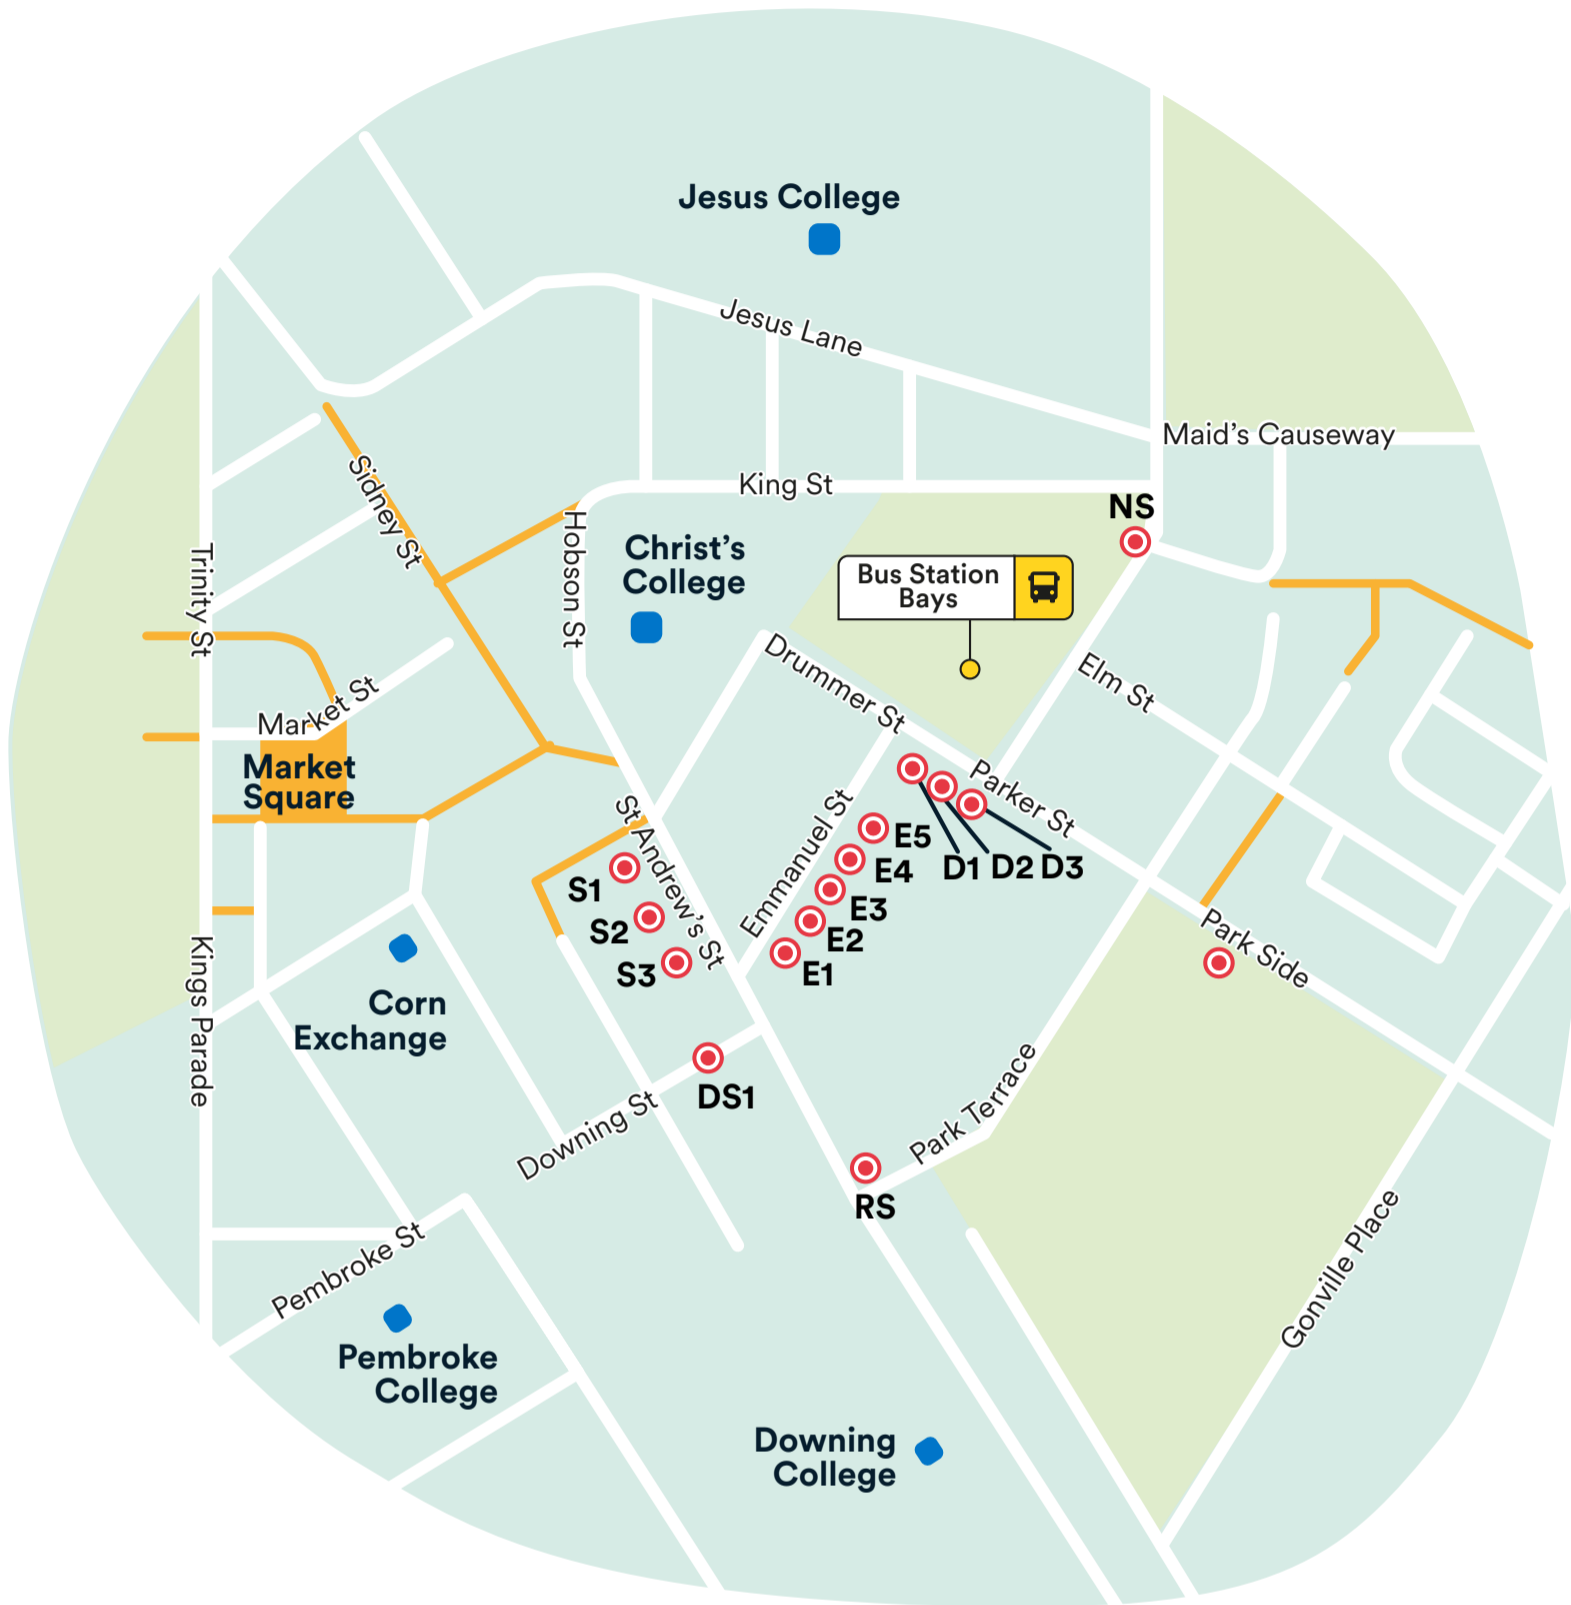 Jesus College
Jesus Lane
Maid's Causeway
King St
NS
Sidney St
Hobson St
Christ's
College
Bus Station
Bays
Trinity St
Drummer St
Elm St
Market St
Market
Square
Parker St
St Andrew's St
Emmanuel St
E5
E4
E3
E2
E1
D1
D2
D3
S1
S2
S3
Park Side
Kings Parade
Corn
Exchange
DS1
Downing St
Park Terrace
RS
Gonville Place
Pembroke St
Pembroke
College
Downing
College